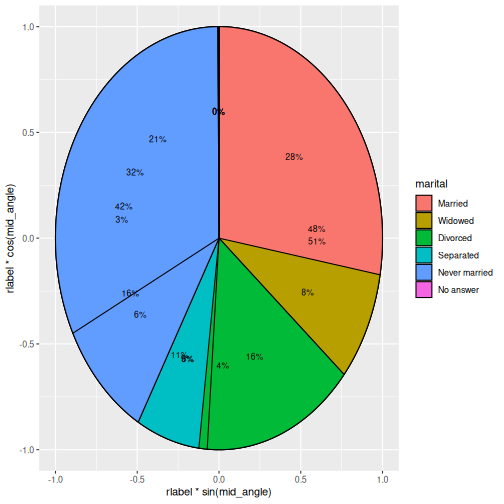 1.0
0.5
0.0
-0.5
-1.0
rlabel * cos(mid_angle)
0%
21%
28%
32%
42%
3%
48%
51%
16%
8%
6%
11%
16%
4%
-1.0
-0.5
0.0
0.5
1.0
rlabel * sin(mid_angle)
marital
Married
Widowed
Divorced
Separated
Never married
No answer